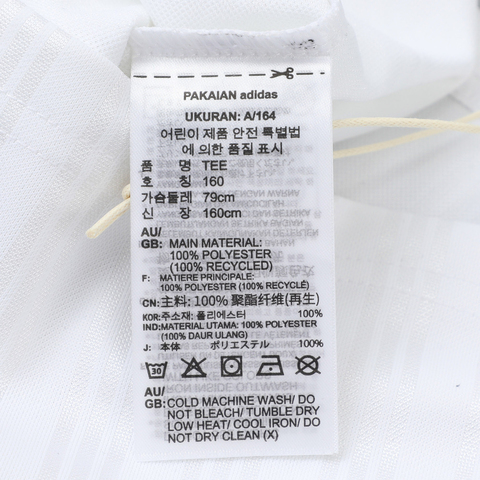 PAKAIAN adidas
UKURAN: A/164
어린이 제품 안전 특별법
에 의한 품질 표시
품 명 TEE
호 칭 160
가슴둘레 79cm
신 장 160cm
AU/
GB: MAIN MATERIAL:
100% POLYESTER
(100% RECYCLED)
F: MATIERE PRINCIPALE:
100% POLYESTER (100% RECYCLÉ)
CN: 主料: 100% 聚酯纤维(再生)
KOR: 주소재: 폴리에스터 100%
IND: MATERIAL UTAMA: 100% POLYESTER
(100% DAUR ULANG)
J: 本体 ポリエステル 100%
30
AU/
GB: COLD MACHINE WASH/ DO
NOT BLEACH/ TUMBLE DRY
LOW HEAT/ COOL IRON/ DO
NOT DRY CLEAN (X)